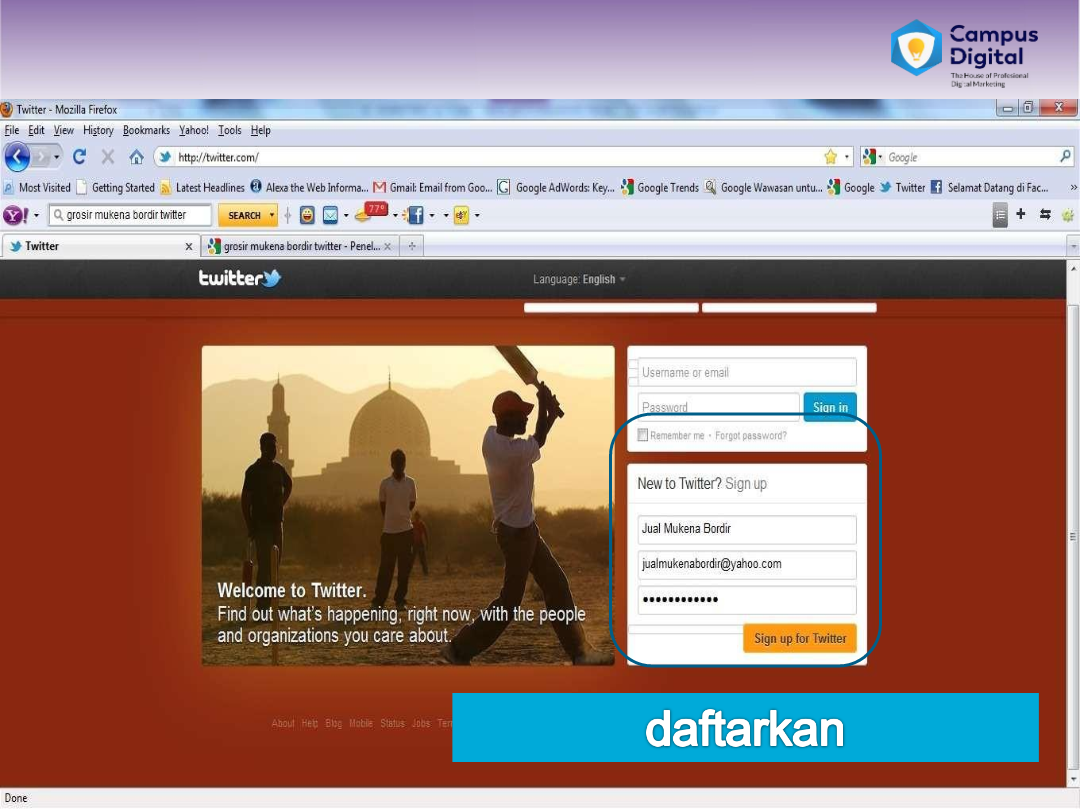 Campus
Digital
The House of Profesional
Digital Marketing
Twitter - Mozilla Firefox
File Edit View History Bookmarks Yahoo! Tools Help
http://twitter.com/
Google
Most Visited Getting Started Latest Headlines Alexa the Web Informa... Gmail: Email from Goo... Google AdWords: Key... Google Trends Google Wawasan untu... Google Twitter Selamat Datang di Fac... »
Y! grosir mukena bordir twitter SEARCH 77°
Twitter x grosir mukena bordir twitter - Penel... x
twitter Language: English
Username or email
Password Sign in
Remember me · Forgot password?
New to Twitter? Sign up
Jual Mukena Bordir
jualmukenabordir@yahoo.com
••••••••••••
Sign up for Twitter
Welcome to Twitter.
Find out what's happening, right now, with the people
and organizations you care about.
About Help Blog Mobile Status Jobs
daftarkan
Done